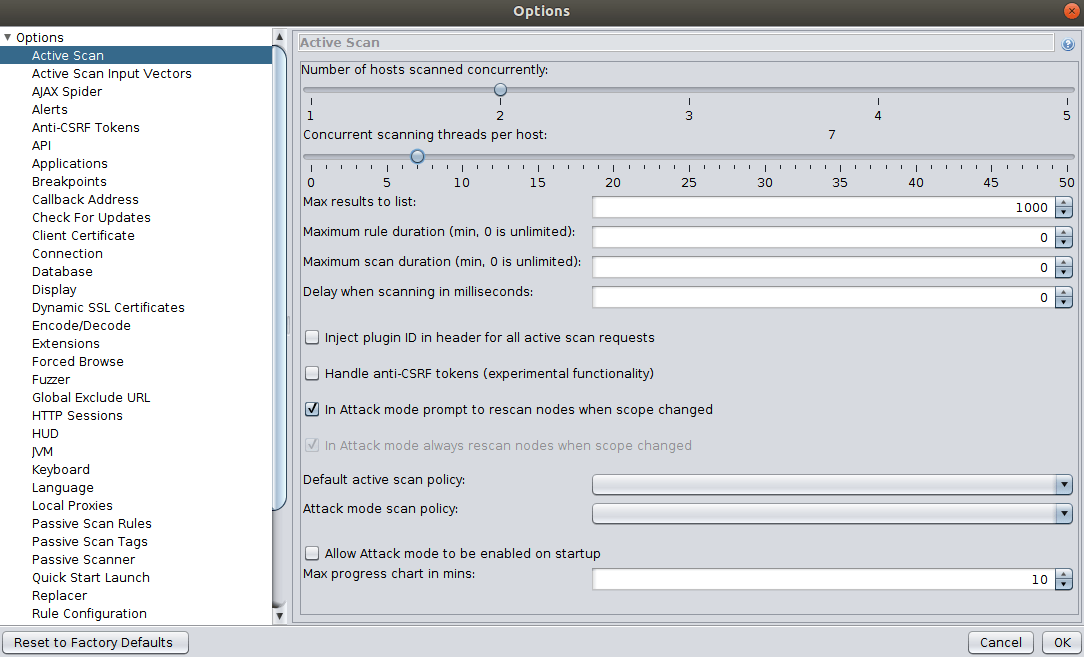 Options
Options
Active Scan
Active Scan Input Vectors
AJAX Spider
Alerts
Anti-CSRF Tokens
API
Applications
Breakpoints
Callback Address
Check For Updates
Client Certificate
Connection
Database
Display
Dynamic SSL Certificates
Encode/Decode
Extensions
Forced Browse
Fuzzer
Global Exclude URL
HTTP Sessions
HUD
JVM
Keyboard
Language
Local Proxies
Passive Scan Rules
Passive Scan Tags
Passive Scanner
Quick Start Launch
Replacer
Rule Configuration
Active Scan
Number of hosts scanned concurrently:
1 2 3 4 5
Concurrent scanning threads per host: 7
0 5 10 15 20 25 30 35 40 45 50
Max results to list: 1000
Maximum rule duration (min, 0 is unlimited): 0
Maximum scan duration (min, 0 is unlimited): 0
Delay when scanning in milliseconds: 0
Inject plugin ID in header for all active scan requests
Handle anti-CSRF tokens (experimental functionality)
In Attack mode prompt to rescan nodes when scope changed
In Attack mode always rescan nodes when scope changed
Default active scan policy:
Attack mode scan policy:
Allow Attack mode to be enabled on startup
Max progress chart in mins: 10
Reset to Factory Defaults Cancel OK